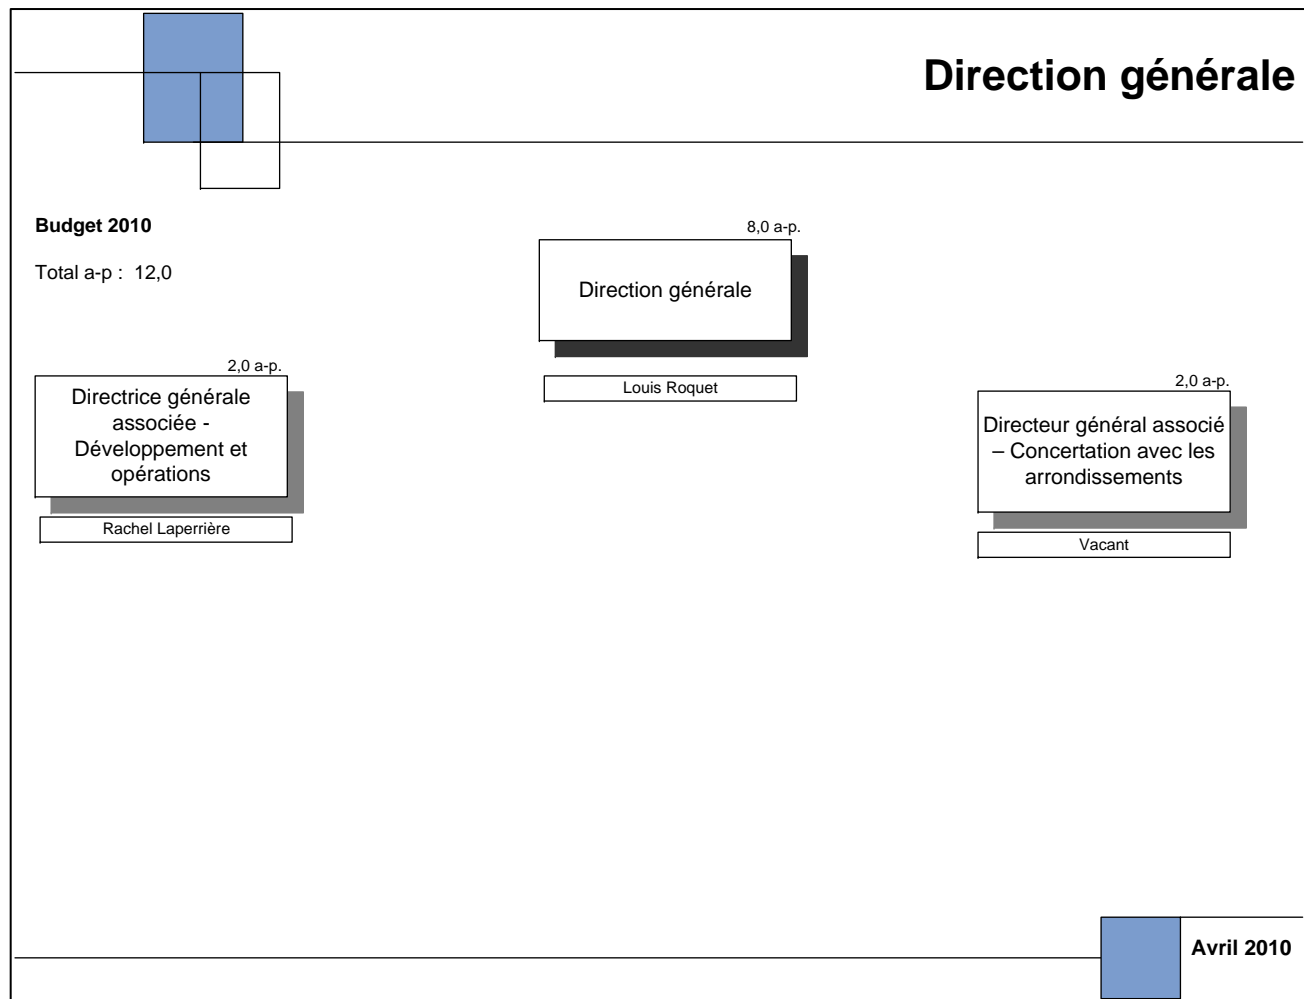 Direction générale
Budget 2010
Total a-p : 12,0
8,0 a-p.
Direction générale
Louis Roquet
2,0 a-p.
Directrice générale
associée -
Développement et
opérations
Rachel Laperrière
2,0 a-p.
Directeur général associé
– Concertation avec les
arrondissements
Vacant
Avril 2010